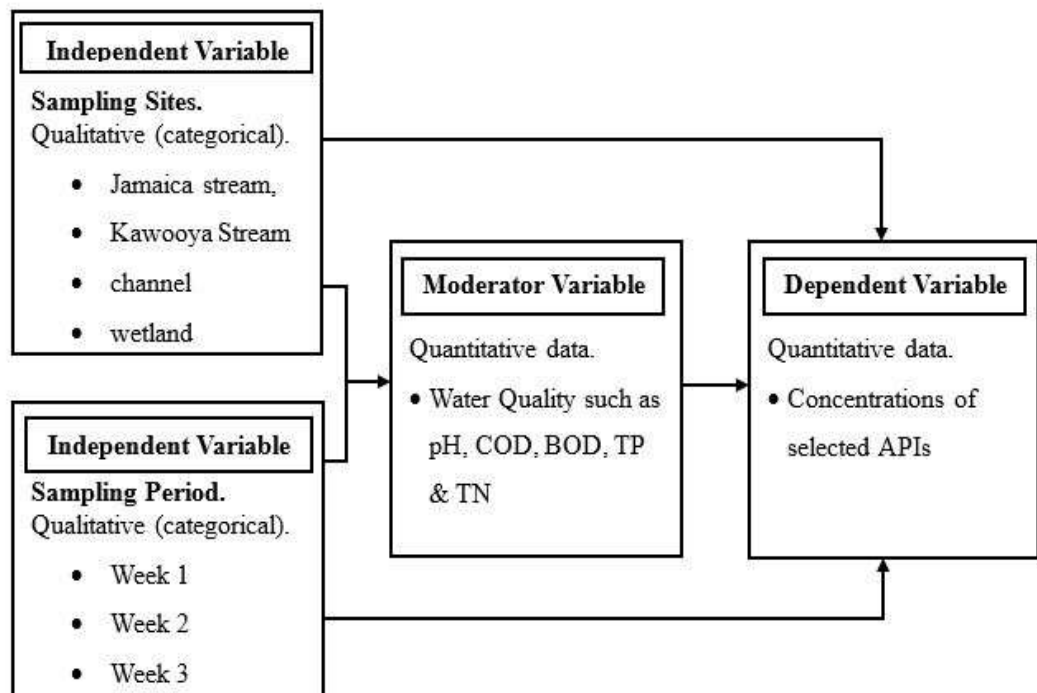 Independent Variable
Sampling Sites.
Qualitative (categorical).
• Jamaica stream,
• Kawooya Stream
• channel
• wetland
Independent Variable
Sampling Period.
Qualitative (categorical).
• Week 1
• Week 2
• Week 3
Moderator Variable
Quantitative data.
• Water Quality such as
pH, COD, BOD, TP
& TN
Dependent Variable
Quantitative data.
• Concentrations of
selected APIs